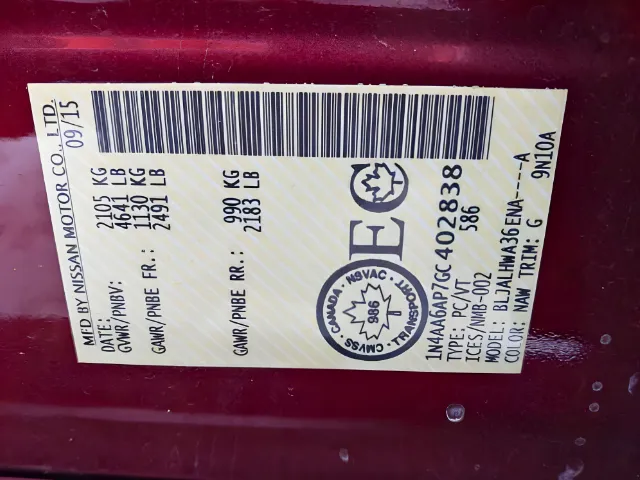 MFD BY NISSAN MOTOR CO., LTD.
DATE: 09/15
GVWR/PNBV: 2105 KG
4641 LB
GAWR/PNBE FR.: 1130 KG
2491 LB
GAWR/PNBE RR.: 990 KG
2183 LB
CANADA · NSVAC · TRANSPORT · CMVSS ·
986
EC
1N4AA6AP7GC402838
TYPE: PC/VT 586
ICES/NMB-002
MODEL: BLJALHWA36ENA----A
COLOR: NAW TRIM: G 9N10A